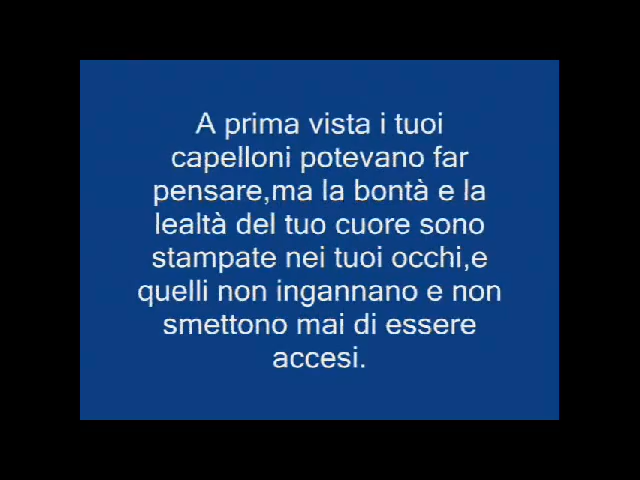 A prima vista i tuoi
capelloni potevano far
pensare,ma la bontà e la
lealtà del tuo cuore sono
stampate nei tuoi occhi,e
quelli non ingannano e non
smettono mai di essere
accesi.